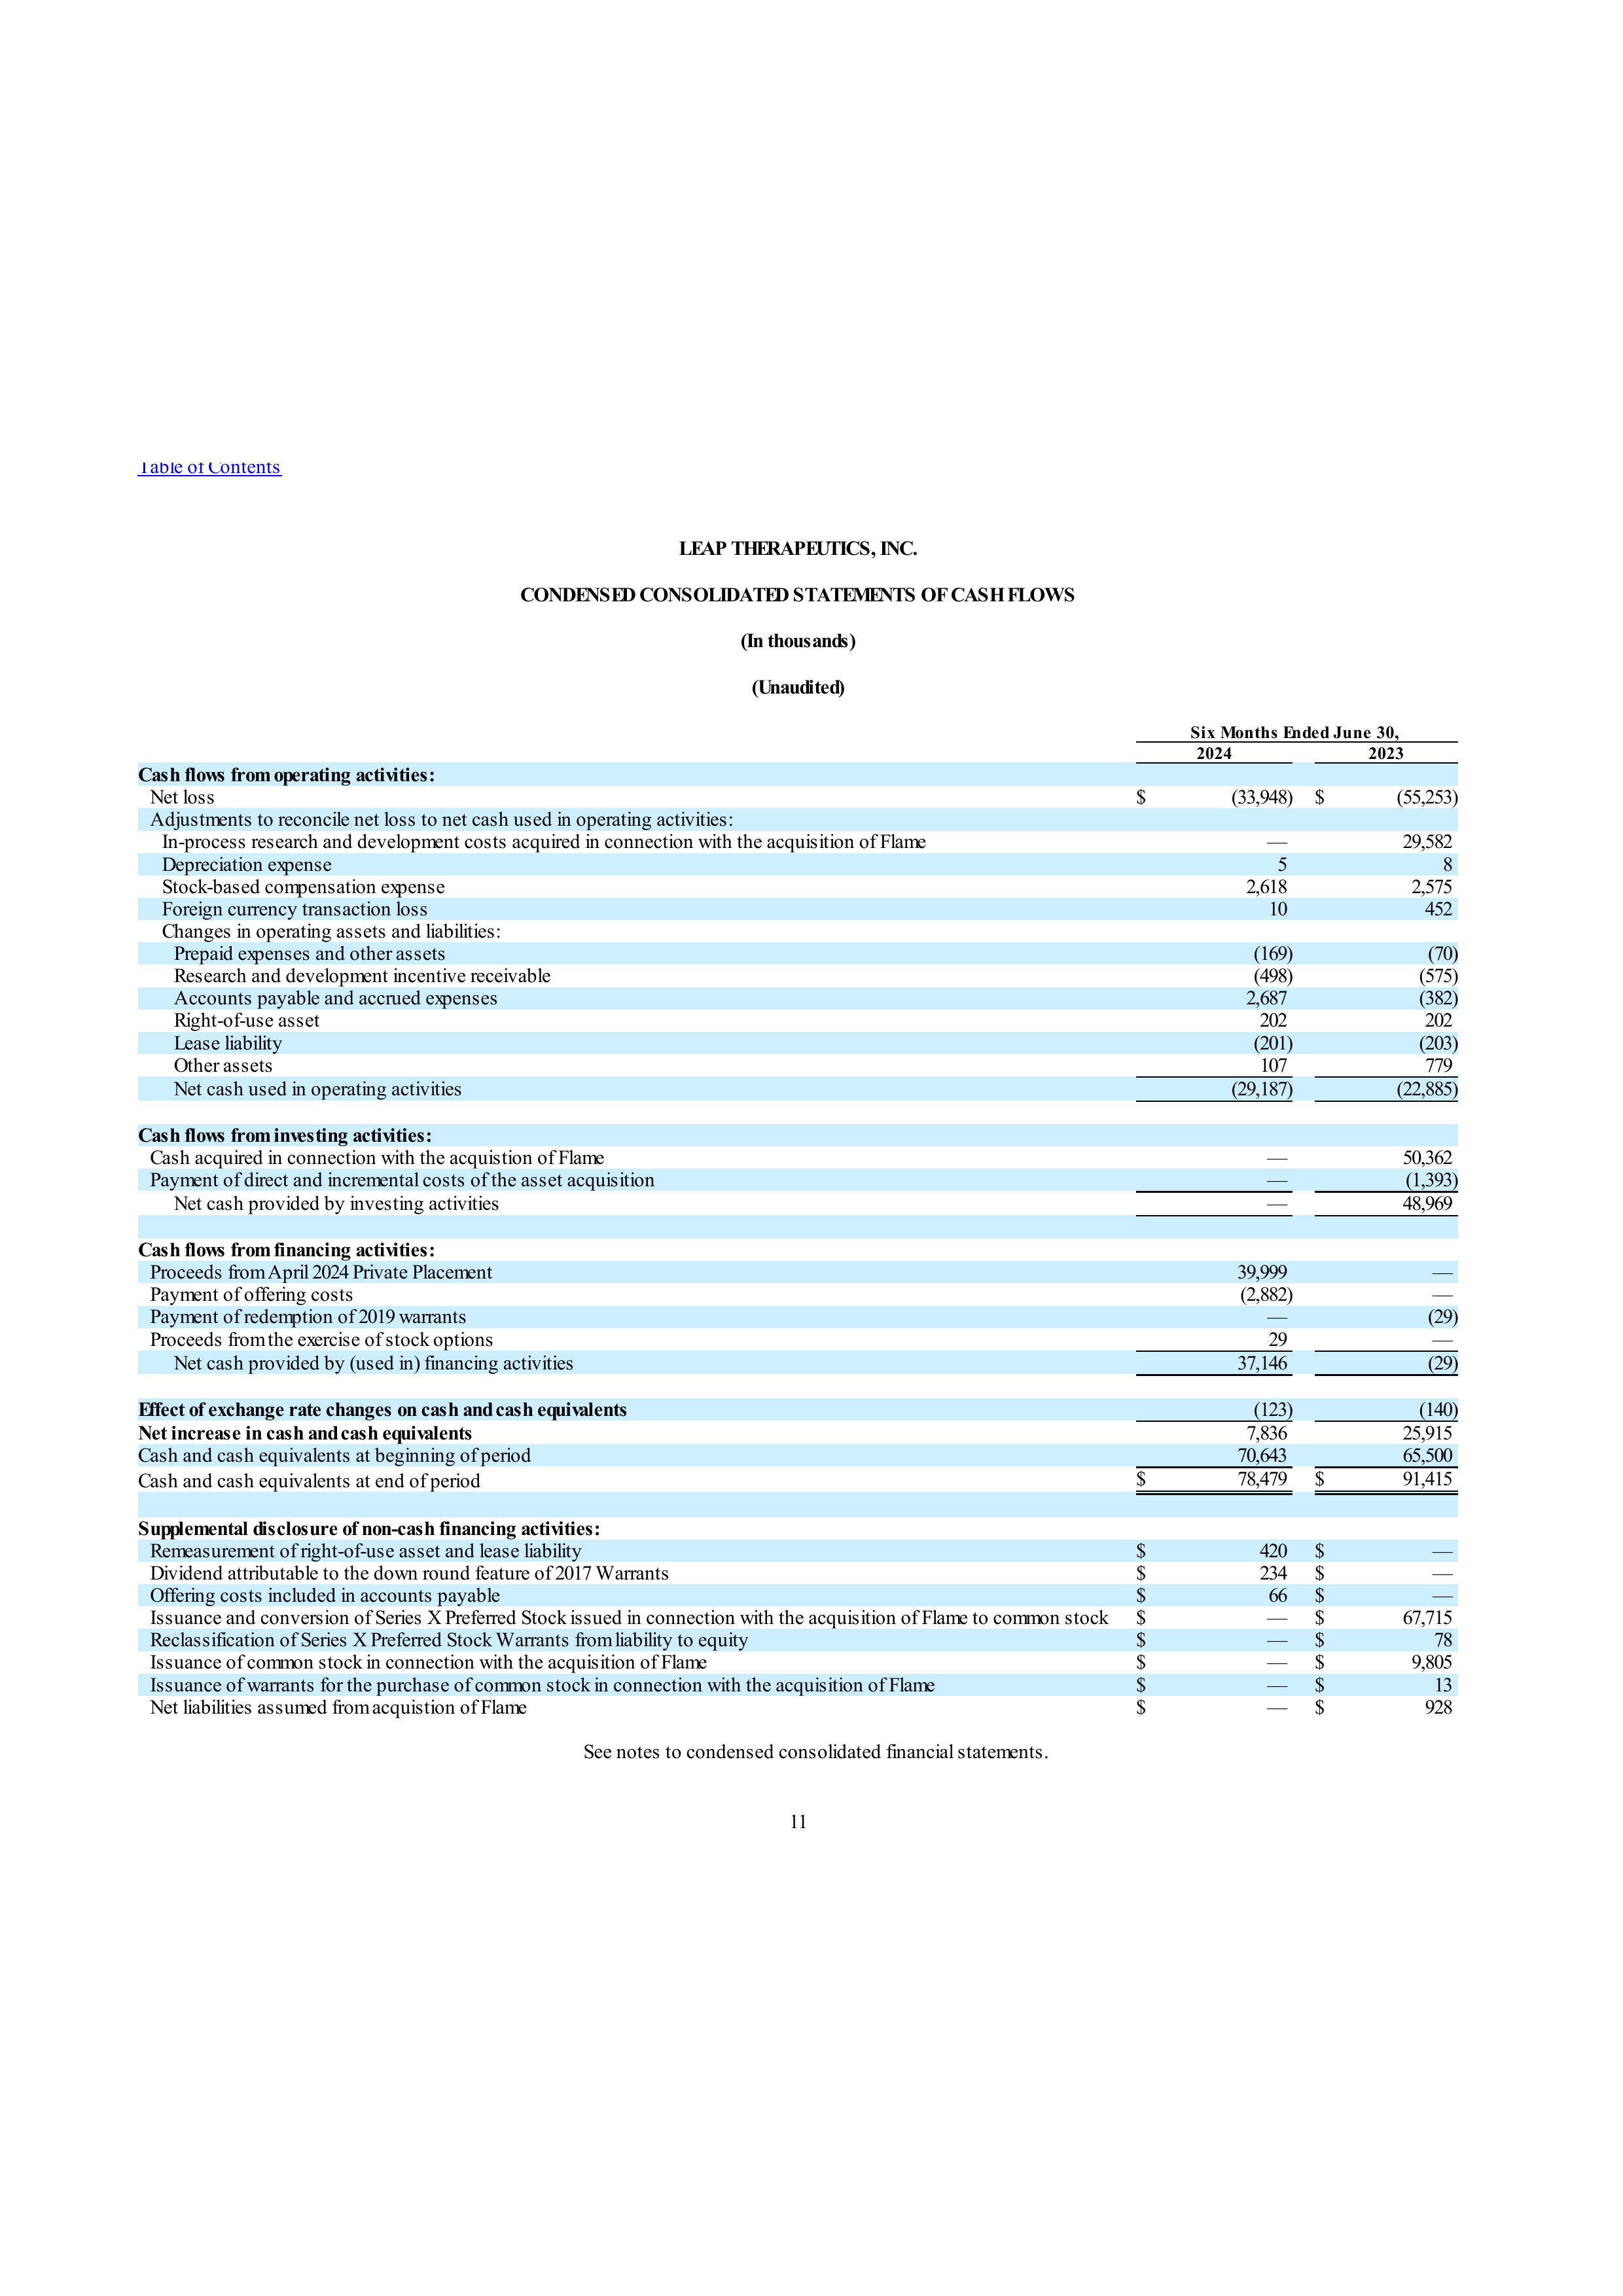 Table of Contents
LEAP THERAPEUTICS, INC.
CONDENSED CONSOLIDATED STATEMENTS OF CASH FLOWS
(In thousands)
(Unaudited)
Six Months Ended June 30,
2024 2023
Cash flows from operating activities:
Net loss $ (33,948) $ (55,253)
Adjustments to reconcile net loss to net cash used in operating activities:
In-process research and development costs acquired in connection with the acquisition of Flame — 29,582
Depreciation expense 5 8
Stock-based compensation expense 2,618 2,575
Foreign currency transaction loss 10 452
Changes in operating assets and liabilities:
Prepaid expenses and other assets (169) (70)
Research and development incentive receivable (498) (575)
Accounts payable and accrued expenses 2,687 (382)
Right-of-use asset 202 202
Lease liability (201) (203)
Other assets 107 779
Net cash used in operating activities (29,187) (22,885)
Cash flows from investing activities:
Cash acquired in connection with the acquistion of Flame — 50,362
Payment of direct and incremental costs of the asset acquisition — (1,393)
Net cash provided by investing activities — 48,969
Cash flows from financing activities:
Proceeds from April 2024 Private Placement 39,999 —
Payment of offering costs (2,882) —
Payment of redemption of 2019 warrants — (29)
Proceeds from the exercise of stock options 29 —
Net cash provided by (used in) financing activities 37,146 (29)
Effect of exchange rate changes on cash and cash equivalents (123) (140)
Net increase in cash and cash equivalents 7,836 25,915
Cash and cash equivalents at beginning of period 70,643 65,500
Cash and cash equivalents at end of period $ 78,479 $ 91,415
Supplemental disclosure of non-cash financing activities:
Remeasurement of right-of-use asset and lease liability $ 420 $ —
Dividend attributable to the down round feature of 2017 Warrants $ 234 $ —
Offering costs included in accounts payable $ 66 $ —
Issuance and conversion of Series X Preferred Stock issued in connection with the acquisition of Flame to common stock $ — $ 67,715
Reclassification of Series X Preferred Stock Warrants from liability to equity $ — $ 78
Issuance of common stock in connection with the acquisition of Flame $ — $ 9,805
Issuance of warrants for the purchase of common stock in connection with the acquisition of Flame $ — $ 13
Net liabilities assumed from acquistion of Flame $ — $ 928
See notes to condensed consolidated financial statements.
11